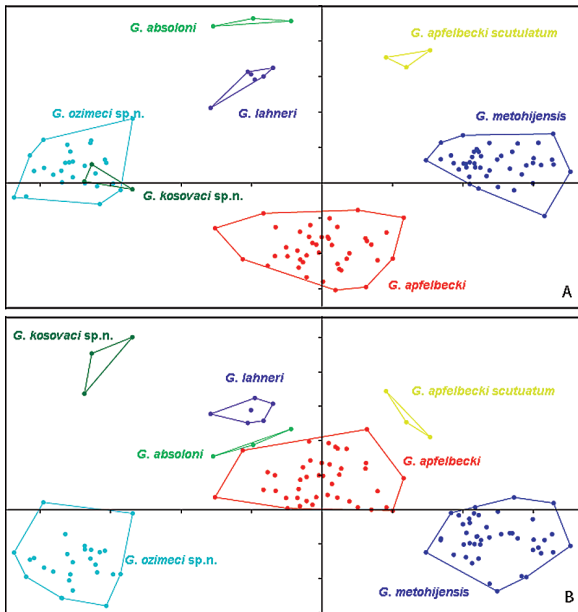 G. absoloni
G. apfelbecki scutulatum
G. lahneri
G. ozimeci sp.n.
G. metohijensis
G. kosovaci sp.n.
G. apfelbecki
A
G. kosovaci sp.n.
G. lahneri
G. apfelbecki scutuatum
G. absoloni
G. apfelbecki
G. ozimeci sp.n.
G. metohijensis
B